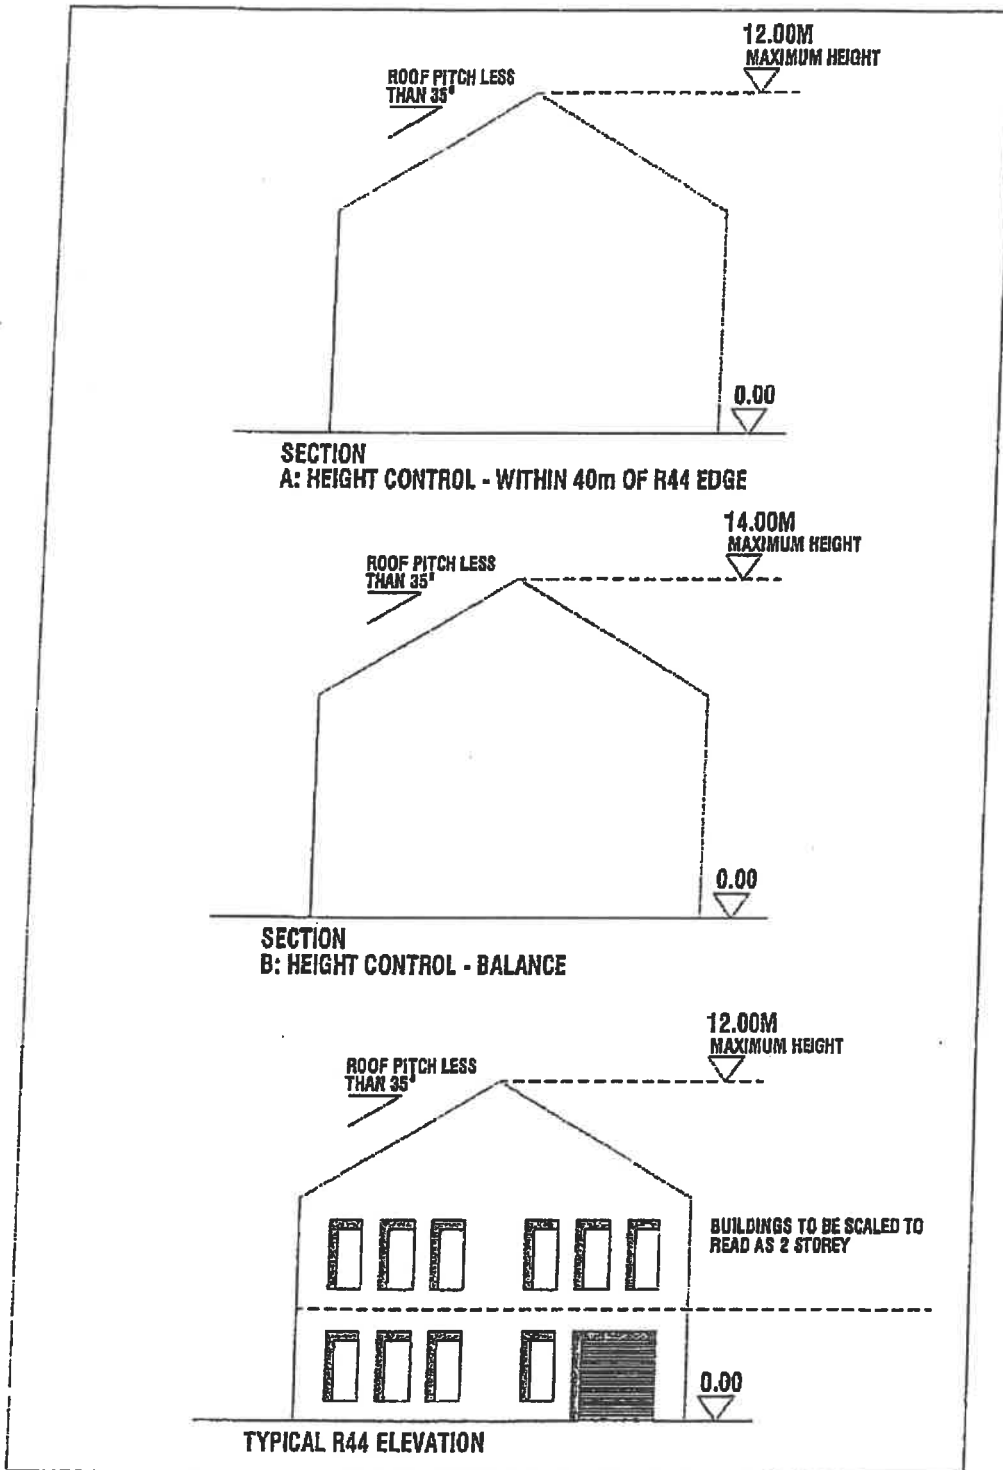 12.00M
MAXIMUM HEIGHT
ROOF PITCH LESS
THAN 35°
0.00
SECTION
A: HEIGHT CONTROL - WITHIN 40m OF R44 EDGE
14.00M
MAXIMUM HEIGHT
ROOF PITCH LESS
THAN 35°
0.00
SECTION
B: HEIGHT CONTROL - BALANCE
12.00M
MAXIMUM HEIGHT
ROOF PITCH LESS
THAN 35°
BUILDINGS TO BE SCALED TO
READ AS 2 STOREY
0.00
TYPICAL R44 ELEVATION